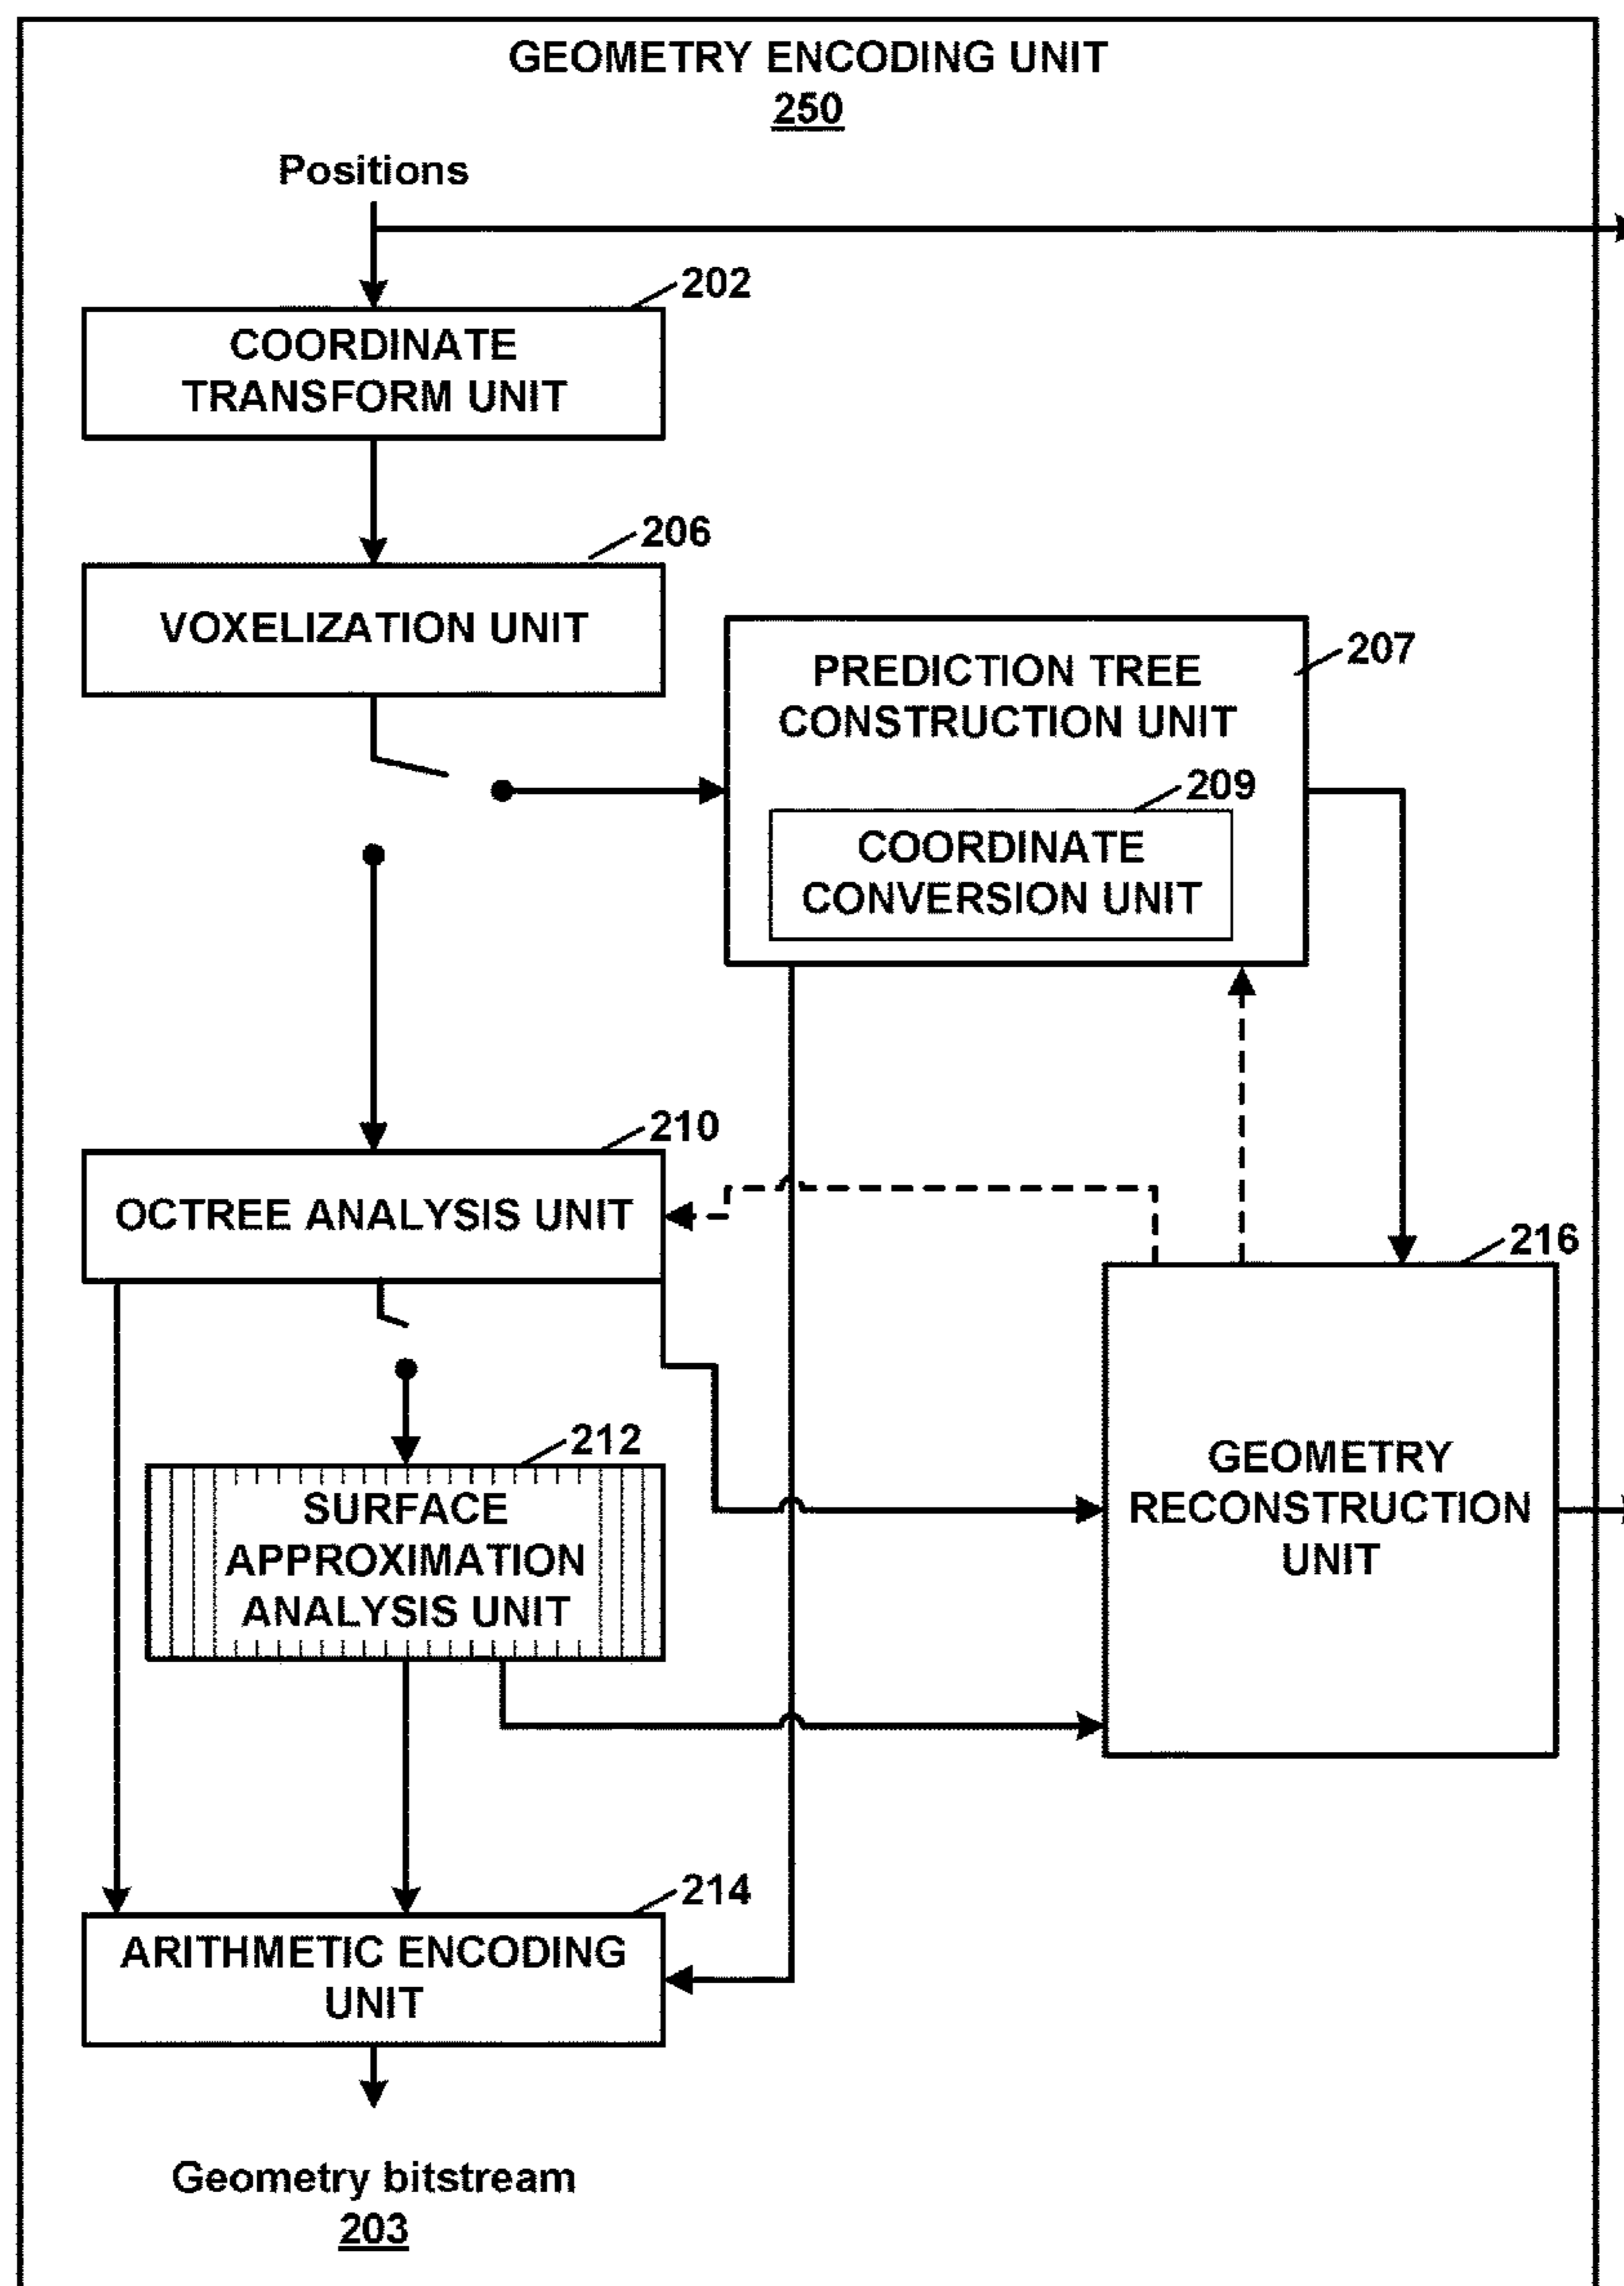 GEOMETRY ENCODING UNIT
250
Positions
202
COORDINATE
TRANSFORM UNIT
206
VOXELIZATION UNIT
207
PREDICTION TREE
CONSTRUCTION UNIT
209
COORDINATE
CONVERSION UNIT
210
OCTREE ANALYSIS UNIT
216
GEOMETRY
RECONSTRUCTION
UNIT
212
SURFACE
APPROXIMATION
ANALYSIS UNIT
214
ARITHMETIC ENCODING
UNIT
Geometry bitstream
203